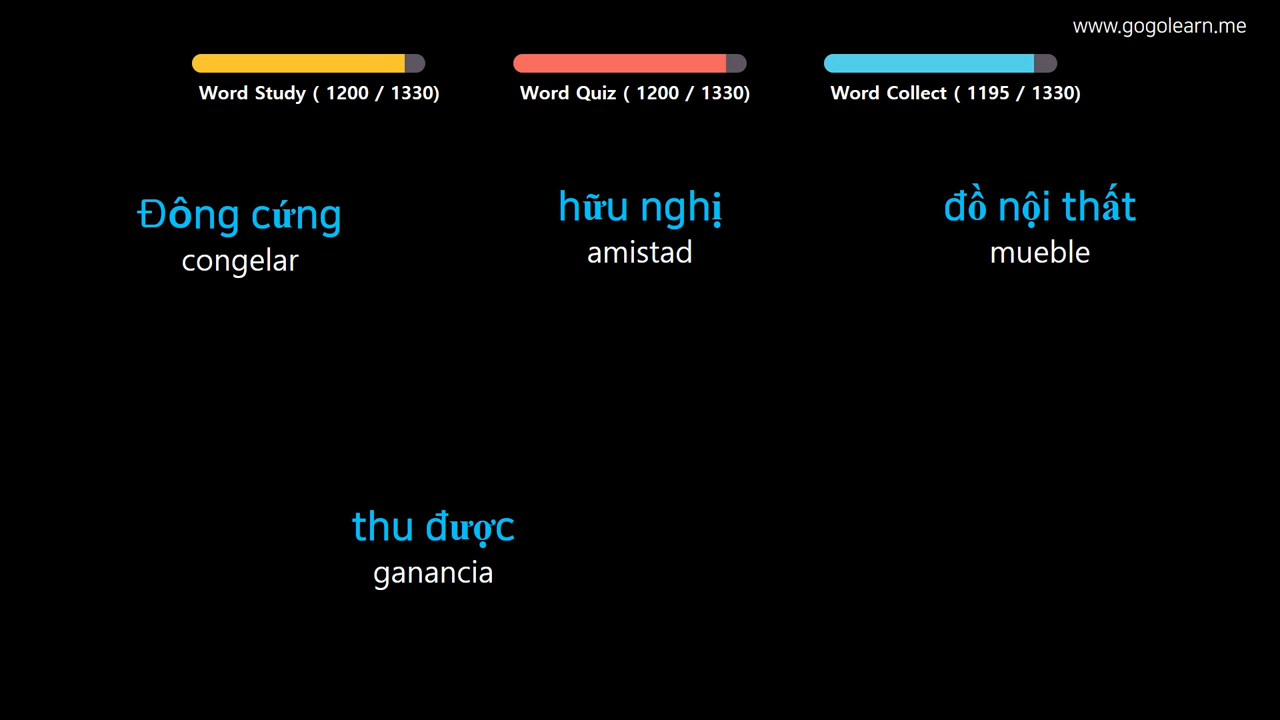 www.gogolearn.me
Word Study ( 1200 / 1330)
Word Quiz ( 1200 / 1330)
Word Collect ( 1195 / 1330)
Đông cứng
congelar
hữu nghị
amistad
đồ nội thất
mueble
thu được
ganancia